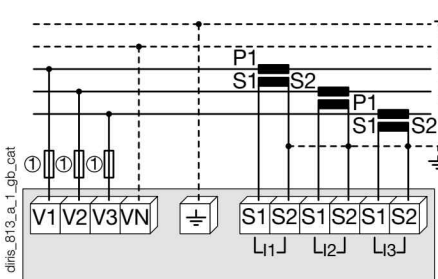 P1
S1 S2
P1
S1 S2
① ① ①
V1 V2 V3 VN S1 S2 S1 S2 S1 S2
I1 I2 I3
diris_813_a_1_gb_cat